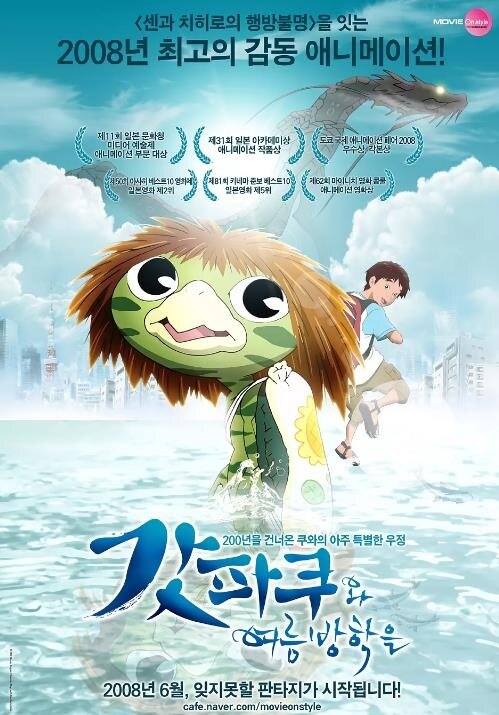 <센과 치히로의 행방불명>을 잇는
MOVIE Onstyle
2008년 최고의 감동 애니메이션!
제11회 일본 문화청
미디어 예술제
애니메이션 부문 대상
제31회 일본 아카데미상
애니메이션 작품상
도쿄 국제 애니메이션 페어 2008
우수상/각본상
제50회 아사히 베스트10 영화제
일본영화 제2위
제81회 키네마 준보 베스트10
일본영화 제5위
제62회 마이니치 영화 콩쿨
애니메이션 영화상
200년을 건너온 쿠와의 아주 특별한 우정
갓파쿠와
여름방학을
2008년 6월, 잊지못할 판타지가 시작됩니다!
cafe.naver.com/movieonstyle